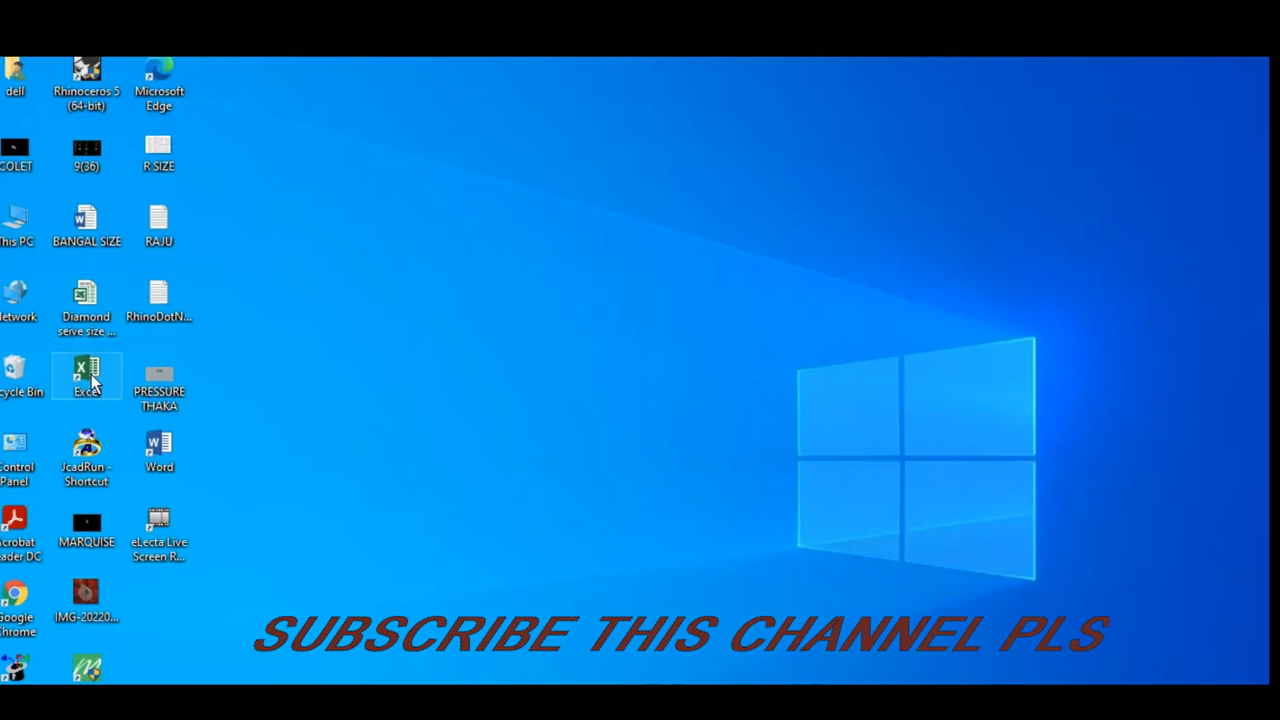 dell
Rhinoceros 5
(64-bit)
Microsoft
Edge
COLET
9(36)
R SIZE
This PC
BANGAL SIZE
RAJU
Network
Diamond
seive size ...
RhinoDotN...
Recycle Bin
Excel
PRESSURE
THAKA
Control
Panel
JcadRun -
Shortcut
Word
Acrobat
Reader DC
MARQUISE
eLecta Live
Screen R...
Google
Chrome
IMG-20220...
SUBSCRIBE THIS CHANNEL PLS